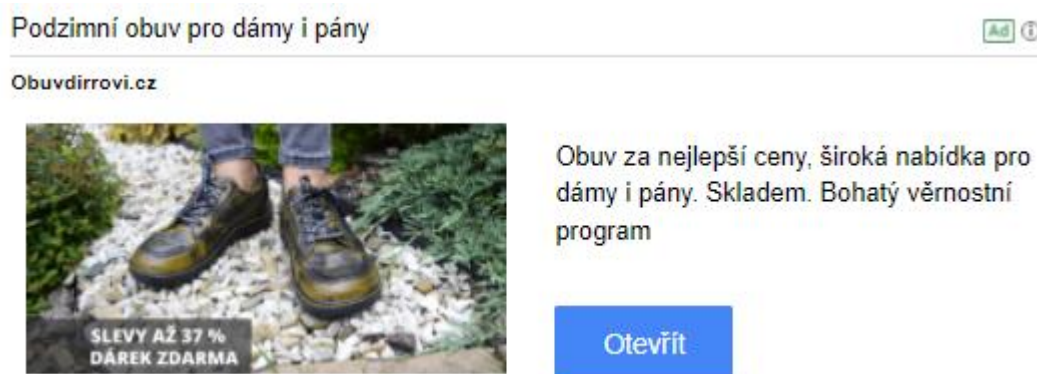 Podzimní obuv pro dámy i pány
Ad
Obuvdirrovi.cz
Obuv za nejlepší ceny, široká nabídka pro
dámy i pány. Skladem. Bohatý věrnostní
program
SLEVY AŽ 37 %
DÁREK ZDARMA
Otevřít